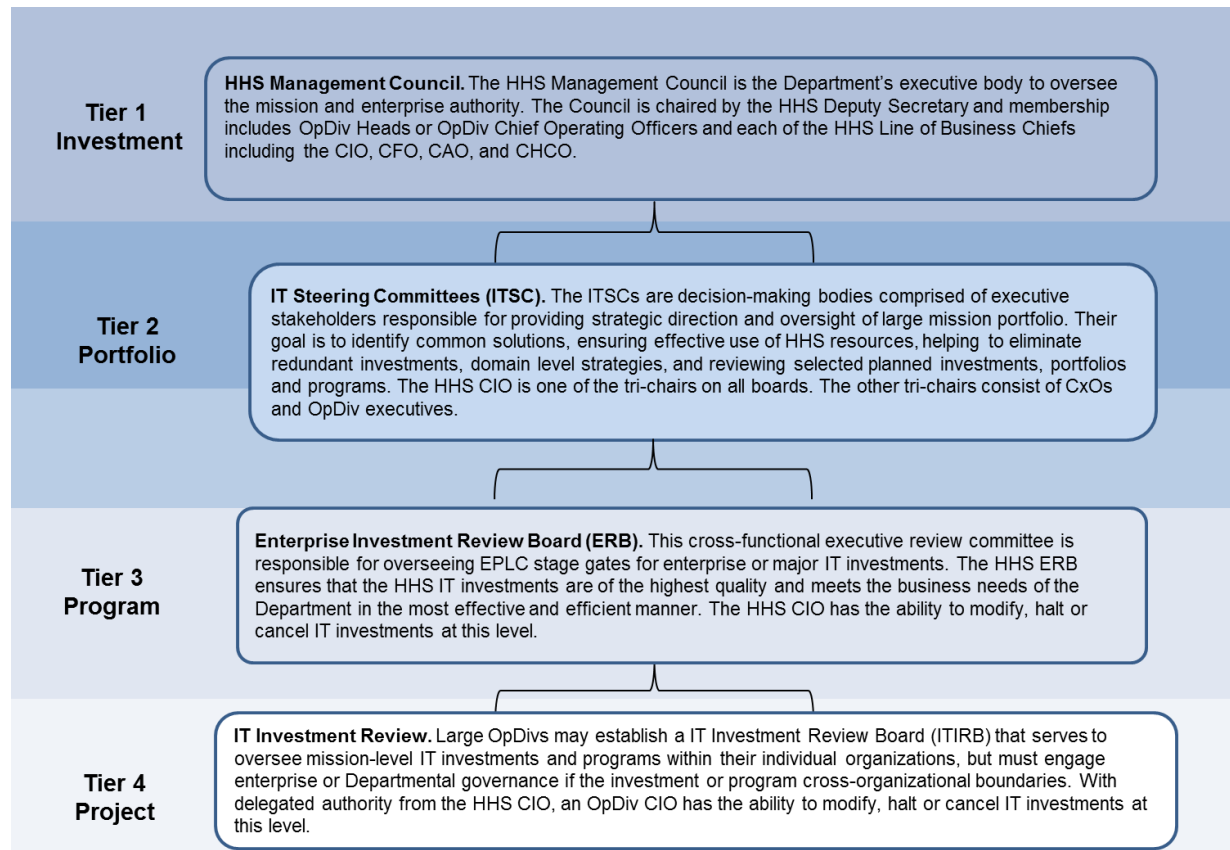 Tier 1
Investment
HHS Management Council. The HHS Management Council is the Department’s executive body to oversee
the mission and enterprise authority. The Council is chaired by the HHS Deputy Secretary and membership
includes OpDiv Heads or OpDiv Chief Operating Officers and each of the HHS Line of Business Chiefs
including the CIO, CFO, CAO, and CHCO.
Tier 2
Portfolio
IT Steering Committees (ITSC). The ITSCs are decision-making bodies comprised of executive
stakeholders responsible for providing strategic direction and oversight of large mission portfolio. Their
goal is to identify common solutions, ensuring effective use of HHS resources, helping to eliminate
redundant investments, domain level strategies, and reviewing selected planned investments, portfolios
and programs. The HHS CIO is one of the tri-chairs on all boards. The other tri-chairs consist of CxOs
and OpDiv executives.
Tier 3
Program
Enterprise Investment Review Board (ERB). This cross-functional executive review committee is
responsible for overseeing EPLC stage gates for enterprise or major IT investments. The HHS ERB
ensures that the HHS IT investments are of the highest quality and meets the business needs of the
Department in the most effective and efficient manner. The HHS CIO has the ability to modify, halt or
cancel IT investments at this level.
Tier 4
Project
IT Investment Review. Large OpDivs may establish a IT Investment Review Board (ITIRB) that serves to
oversee mission-level IT investments and programs within their individual organizations, but must engage
enterprise or Departmental governance if the investment or program cross-organizational boundaries. With
delegated authority from the HHS CIO, an OpDiv CIO has the ability to modify, halt or cancel IT investments at
this level.